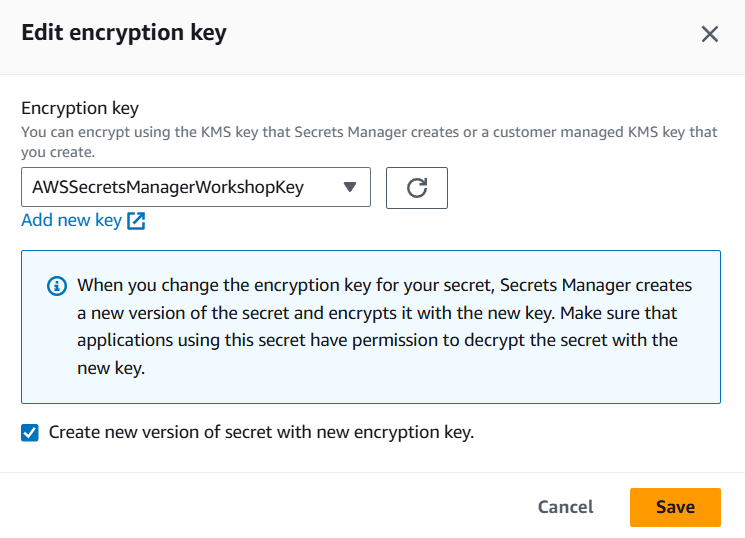 Edit encryption key
Encryption key
You can encrypt using the KMS key that Secrets Manager creates or a customer managed KMS key that
you create.
AWSSecretsManagerWorkshopKey
Add new key
When you change the encryption key for your secret, Secrets Manager creates
a new version of the secret and encrypts it with the new key. Make sure that
applications using this secret have permission to decrypt the secret with the
new key.
Create new version of secret with new encryption key.
Cancel
Save